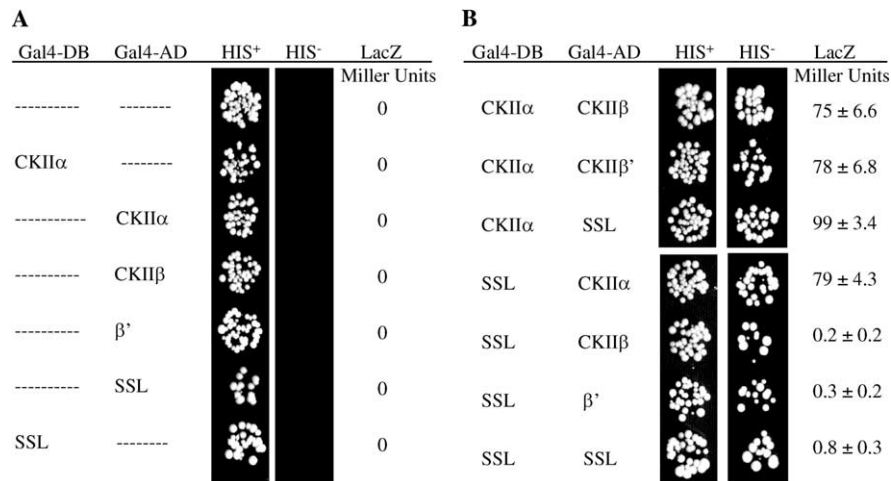 A
Gal4-DB Gal4-AD HIS⁺ HIS⁻ LacZ
Miller Units
---------- -------- 0
CKIIα -------- 0
---------- CKIIα 0
---------- CKIIβ 0
---------- β’ 0
---------- SSL 0
SSL -------- 0
B
Gal4-DB Gal4-AD HIS⁺ HIS⁻ LacZ
Miller Units
CKIIα CKIIβ 75 ± 6.6
CKIIα CKIIβ’ 78 ± 6.8
CKIIα SSL 99 ± 3.4
SSL CKIIα 79 ± 4.3
SSL CKIIβ 0.2 ± 0.2
SSL β’ 0.3 ± 0.2
SSL SSL 0.8 ± 0.3